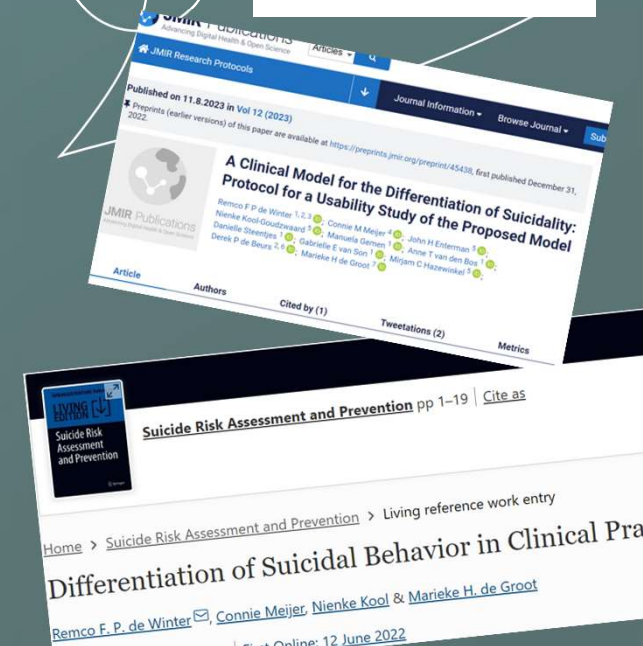 JMIR Publications
Advancing Digital Health & Open Science
Articles
JMIR Research Protocols
Journal Information
Browse Journal
Sub
Published on 11.8.2023 in Vol 12 (2023)
Preprints (earlier versions) of this paper are available at https://preprints.jmir.org/preprint/45438, first published December 31,
2022.
JMIR Publications
Advancing Digital Health & Open Science
A Clinical Model for the Differentiation of Suicidality:
Protocol for a Usability Study of the Proposed Model
Remco F P de Winter 1, 2, 3 ; Connie M Meijer 4 ; John H Enterman 5 ;
Nienke Kool-Goudzwaard 5 ; Manuela Gemen 1 ; Anne T van den Bos 1 ;
Danielle Steentjes 1 ; Gabrielle E van Son 1 ; Mirjam C Hazewinkel 5 ;
Derek P de Beurs 2, 6 ; Marieke H de Groot 7
Article
Authors
Cited by (1)
Tweetations (2)
Metrics
LIVING
EDITION
Suicide Risk
Assessment
and Prevention
Suicide Risk Assessment and Prevention pp 1–19 | Cite as
Home > Suicide Risk Assessment and Prevention > Living reference work entry
Differentiation of Suicidal Behavior in Clinical Pra
Remco F. P. de Winter, Connie Meijer, Nienke Kool & Marieke H. de Groot
First Online: 12 June 2022